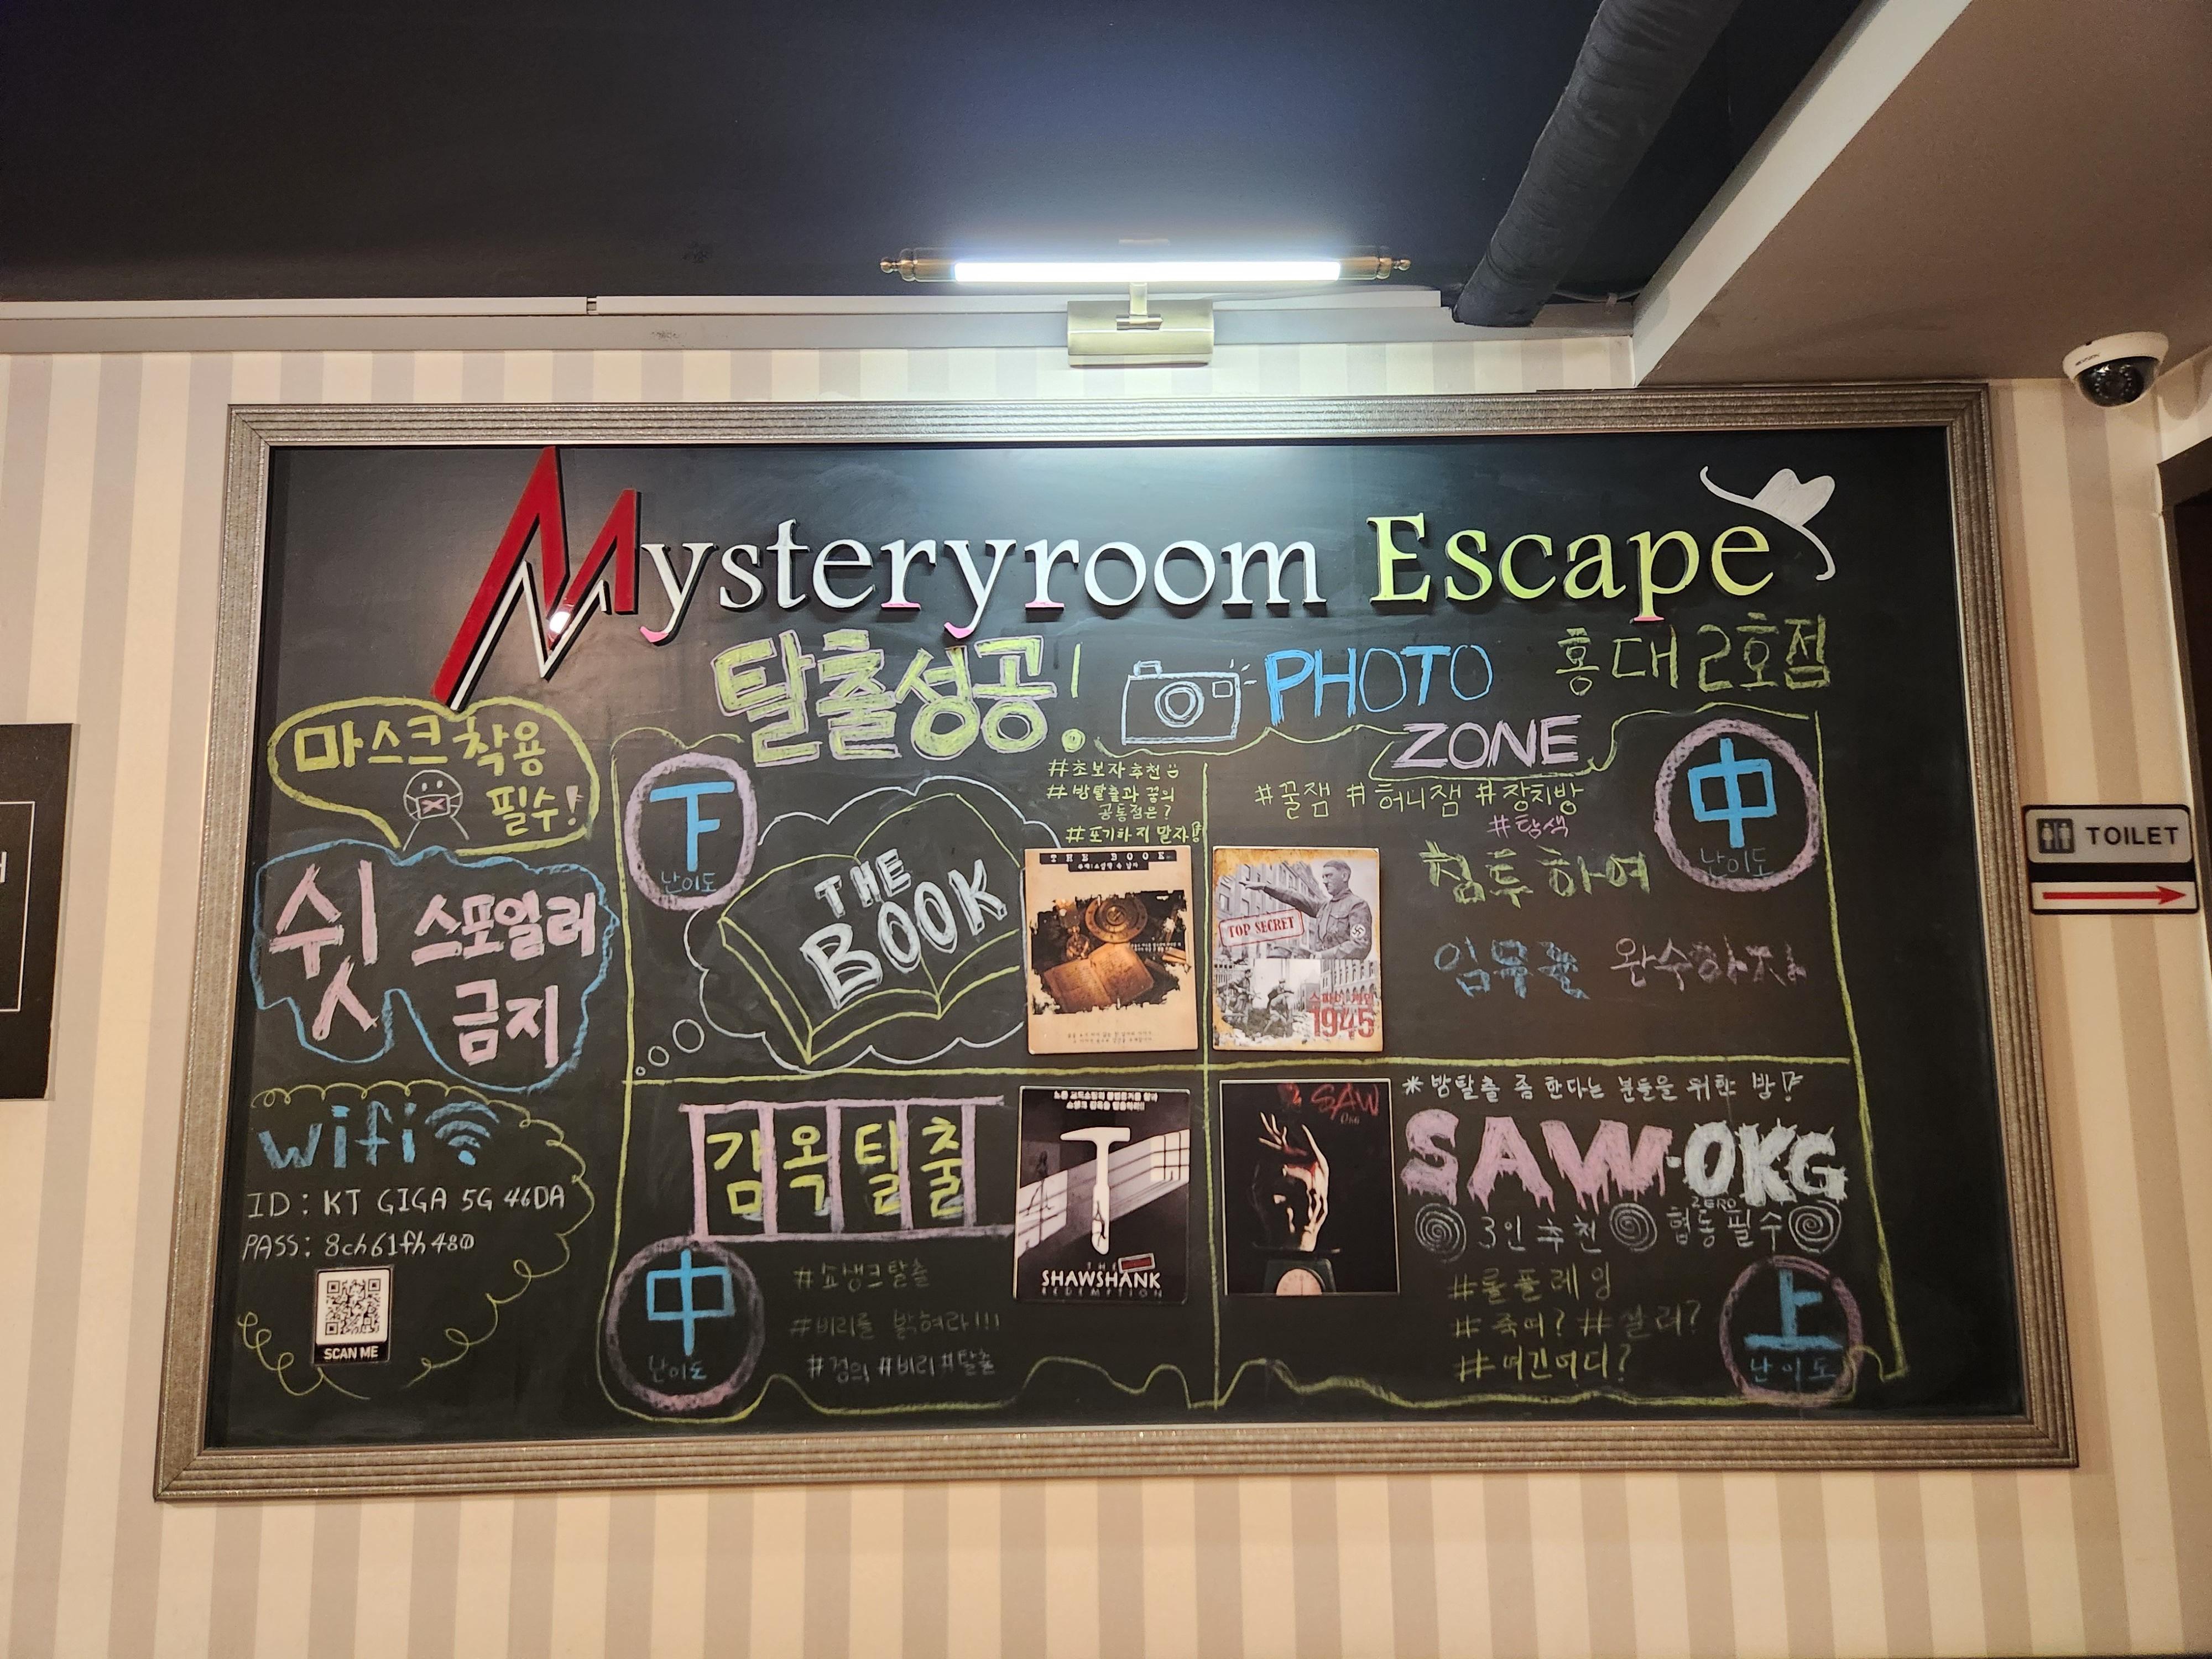 Mysteryroom Escape
탈출성공! PHOTO
ZONE
홍대 2호점
마스크 착용
필수!
쉿 스포일러
금지
wifi
ID : KT GIGA 5G 46DA
PASS : 8ch61fh480
SCAN ME
下
난이도
THE
BOOK
#초보자추천
#방탈출과 꿈의
공통점은?
#포기하지 말자!
THE BOOK
#꿀잼 #허니잼 #장치방
#탐색
中
난이도
침투하여
임무를 완수하자
TOP SECRET
1945
감옥탈출
中
난이도
#쇼생크탈출
#비리를 밝혀라!!!
#정의 #비리 #탈출
THE
SHAWSHANK
REDEMPTION
SAW
*방탈출 좀 한다는 분들을 위한 방!
SAW·0KG
ZERO
3인 추천 협동필수
#롤플레잉
#죽여? #살려?
#여긴어디?
上
난이도
TOILET